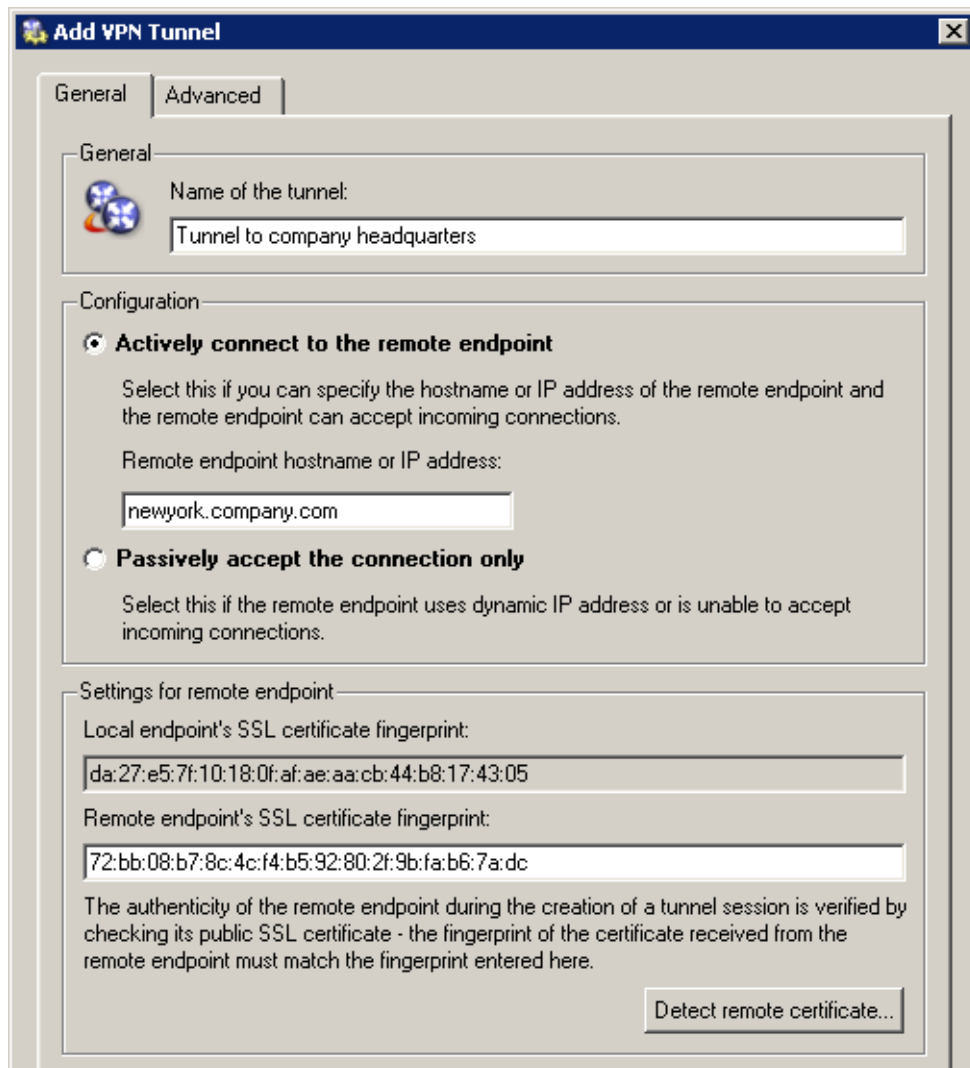 Add VPN Tunnel
General
Advanced
General
Name of the tunnel:
Tunnel to company headquarters
Configuration
Actively connect to the remote endpoint
Select this if you can specify the hostname or IP address of the remote endpoint and
the remote endpoint can accept incoming connections.
Remote endpoint hostname or IP address:
newyork.company.com
Passively accept the connection only
Select this if the remote endpoint uses dynamic IP address or is unable to accept
incoming connections.
Settings for remote endpoint
Local endpoint's SSL certificate fingerprint:
da:27:e5:7f:10:18:0f:af:ae:aa:cb:44:b8:17:43:05
Remote endpoint's SSL certificate fingerprint:
72:bb:08:b7:8c:4c:f4:b5:92:80:2f:9b:fa:b6:7a:dc
The authenticity of the remote endpoint during the creation of a tunnel session is verified by
checking its public SSL certificate - the fingerprint of the certificate received from the
remote endpoint must match the fingerprint entered here.
Detect remote certificate...